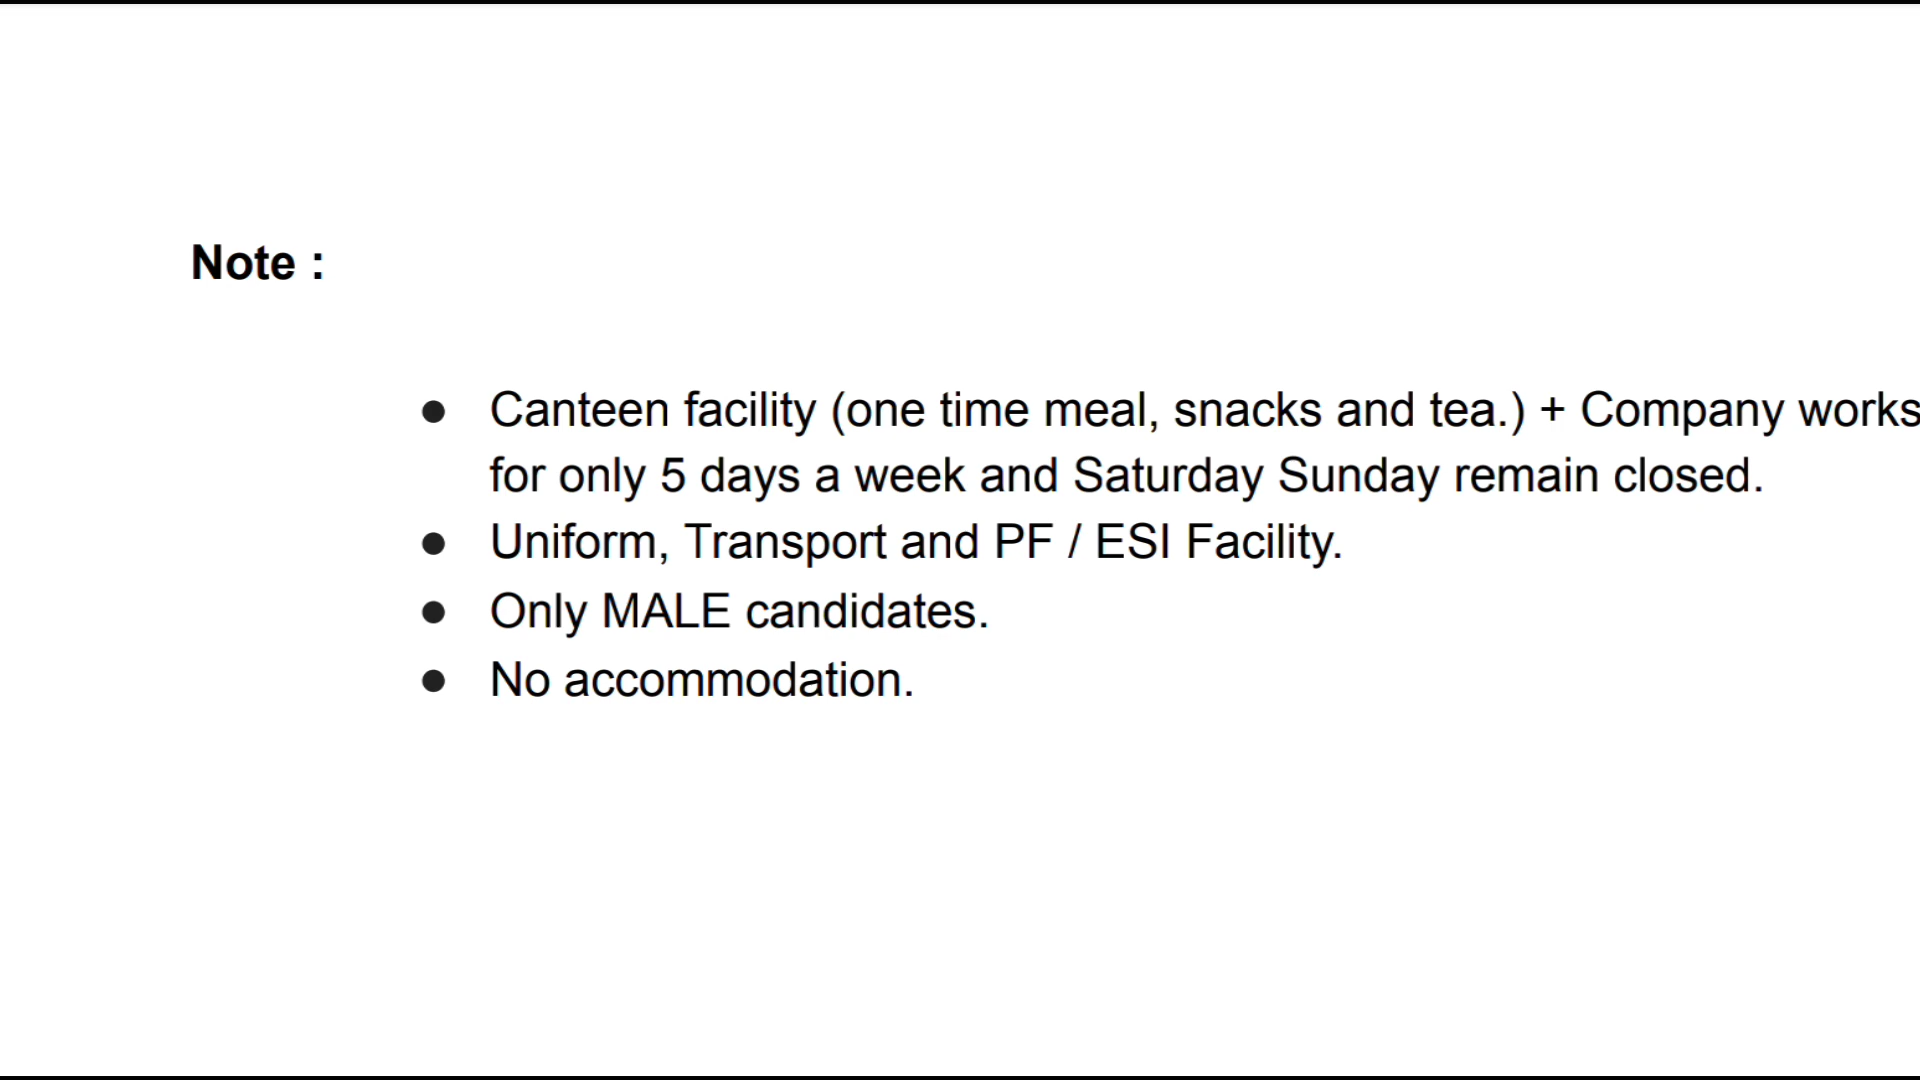 Note :
● Canteen facility (one time meal, snacks and tea.) + Company works
for only 5 days a week and Saturday Sunday remain closed.
● Uniform, Transport and PF / ESI Facility.
● Only MALE candidates.
● No accommodation.